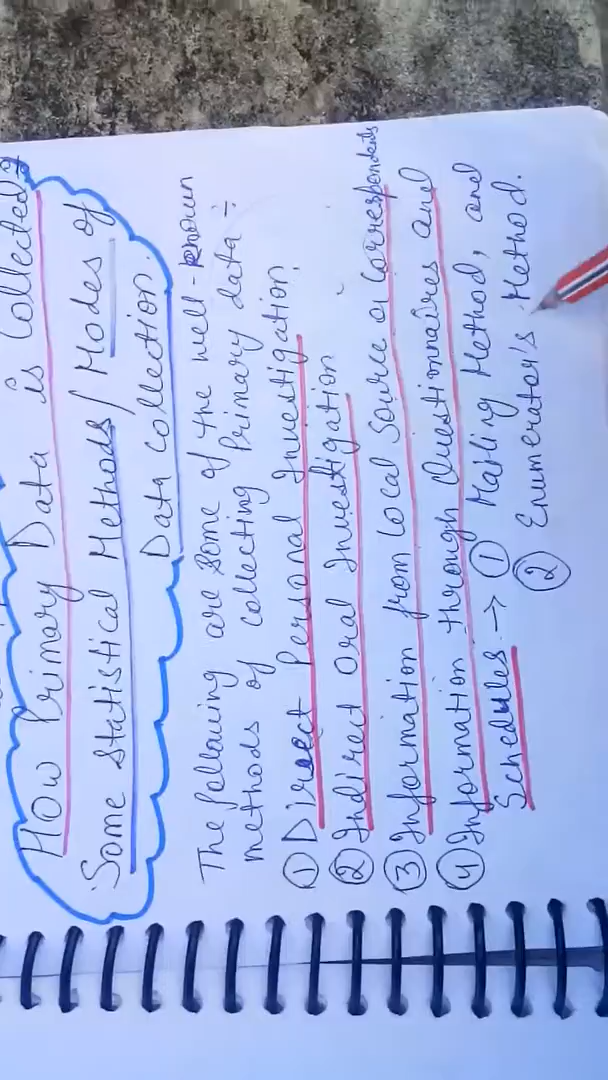 How Primary Data is Collected?
Some Statistical Methods / Modes of
Data Collection.
The following are some of the well-known
methods of collecting Primary data ÷
① Direct Personal Investigation.
② Indirect Oral Investigation
③ Information from Local Source or Correspondents
④ Information through Questionnaires and
Schedules → ① Mailing Method, and
② Enumerator's Method.